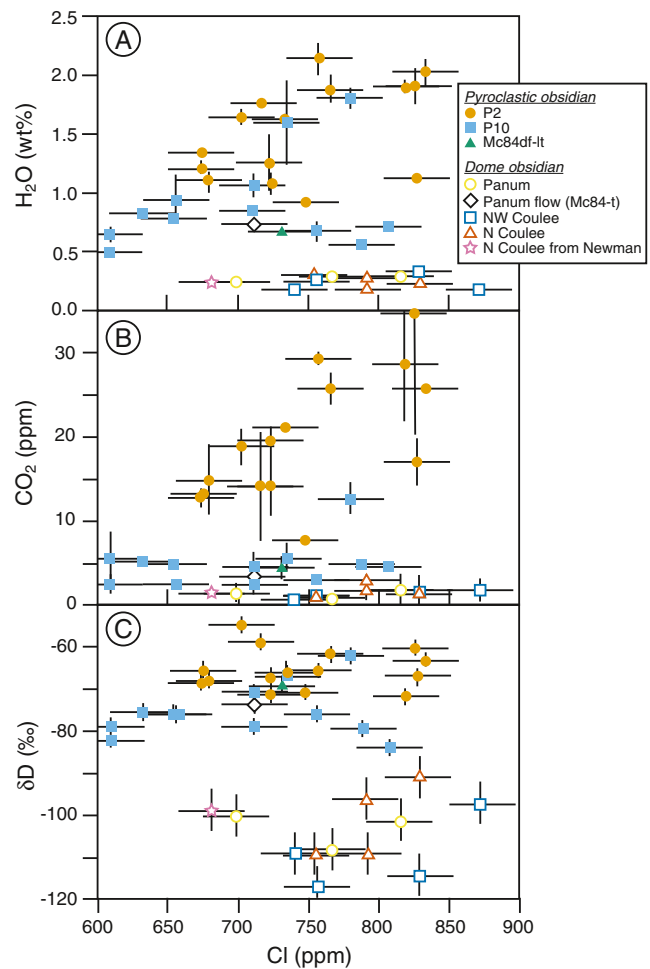 A
2.5
2.0
1.5
1.0
0.5
0.0
H₂O (wt%)
Pyroclastic obsidian
P2
P10
Mc84df-lt
Dome obsidian
Panum
Panum flow (Mc84-t)
NW Coulee
N Coulee
N Coulee from Newman
B
30
20
10
0
CO₂ (ppm)
C
-60
-80
-100
-120
δD (‰)
600 650 700 750 800 850 900
Cl (ppm)